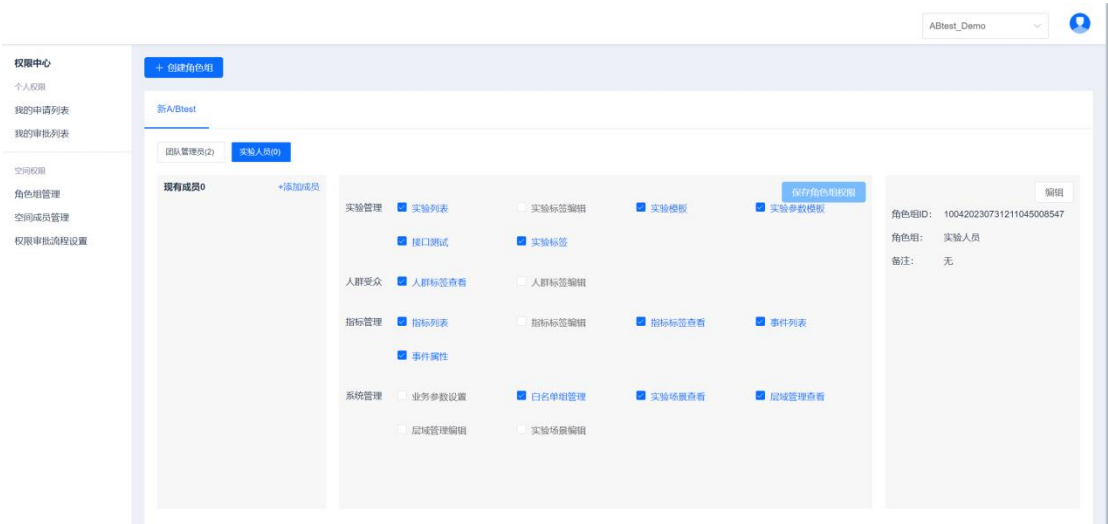 ABtest_Demo
权限中心
+ 创建角色组
个人权限
我的申请列表
新A/Btest
我的审批列表
团队管理员(2) 实验人员(0)
空间权限
角色组管理
空间成员管理
权限审批流程设置
现有成员0 +添加成员
保存角色组权限
实验管理 实验列表 实验标签编辑 实验模板 实验参数模板
接口测试 实验标签
人群受众 人群标签查看 人群标签编辑
指标管理 指标列表 指标标签编辑 指标标签查看 事件列表
事件属性
系统管理 业务参数设置 白名单组管理 实验场景查看 层域管理查看
层域管理编辑 实验场景编辑
编辑
角色组ID: 100420230731211045008547
角色组: 实验人员
备注: 无